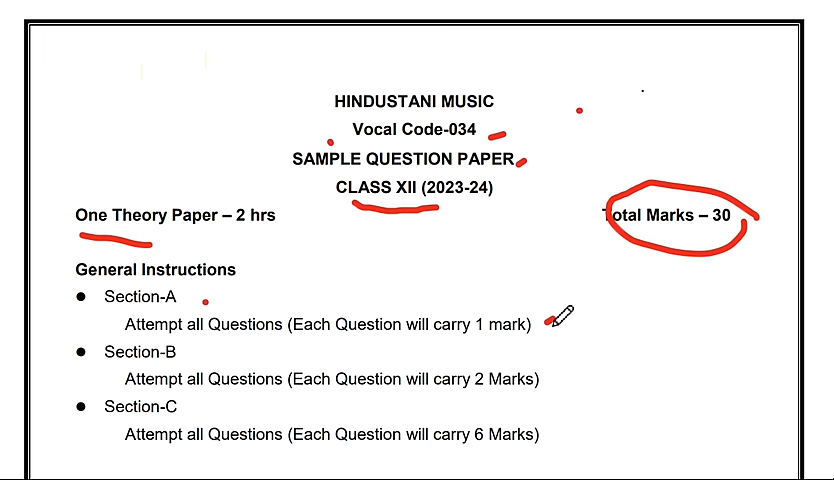 HINDUSTANI MUSIC
Vocal Code-034
SAMPLE QUESTION PAPER
CLASS XII (2023-24)
One Theory Paper – 2 hrs Total Marks – 30
General Instructions
● Section-A
Attempt all Questions (Each Question will carry 1 mark)
● Section-B
Attempt all Questions (Each Question will carry 2 Marks)
● Section-C
Attempt all Questions (Each Question will carry 6 Marks)